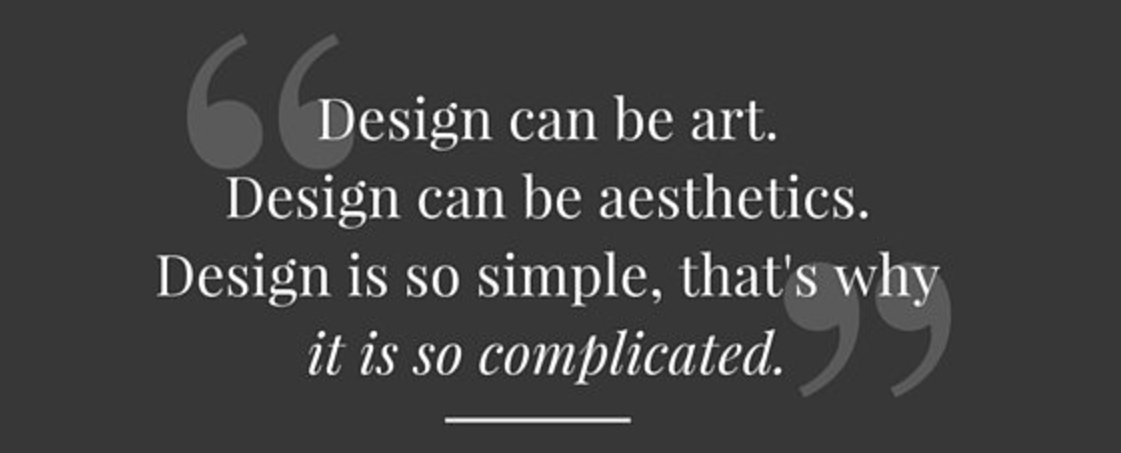 Design can be art.
Design can be aesthetics.
Design is so simple, that's why
it is so complicated.